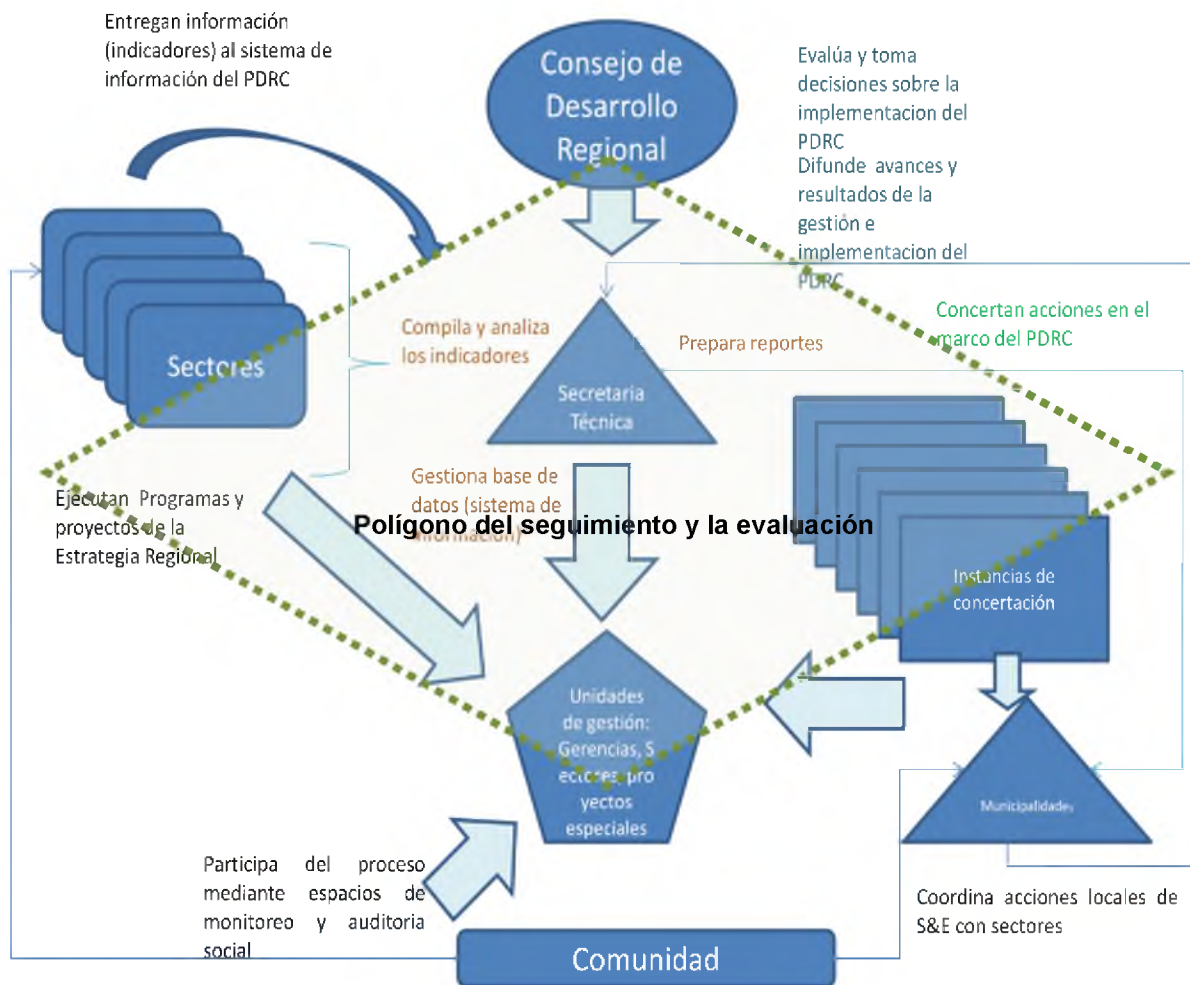 Entregan información
(indicadores) al sistema de
información del PDRC
Consejo de
Desarrollo
Regional
Evalúa y toma
decisiones sobre la
implementacion del
PDRC
Difunde avances y
resultados de la
gestión e
implementacion del
PDRC
Sectores
Compila y analiza
los indicadores
Prepara reportes
Concertan acciones en el
marco del PDRC
Secretaria
Técnica
Ejecutan Programas y
proyectos de la
Estrategia Regional
Gestiona base de
datos (sistema de
información)
Polígono del seguimiento y la evaluación
Instancias de
concertación
Unidades
de gestión:
Gerencias, S
ectores, pro
yectos
especiales
Municipalidades
Participa del proceso
mediante espacios de
monitoreo y auditoria
social
Coordina acciones locales de
S&E con sectores
Comunidad